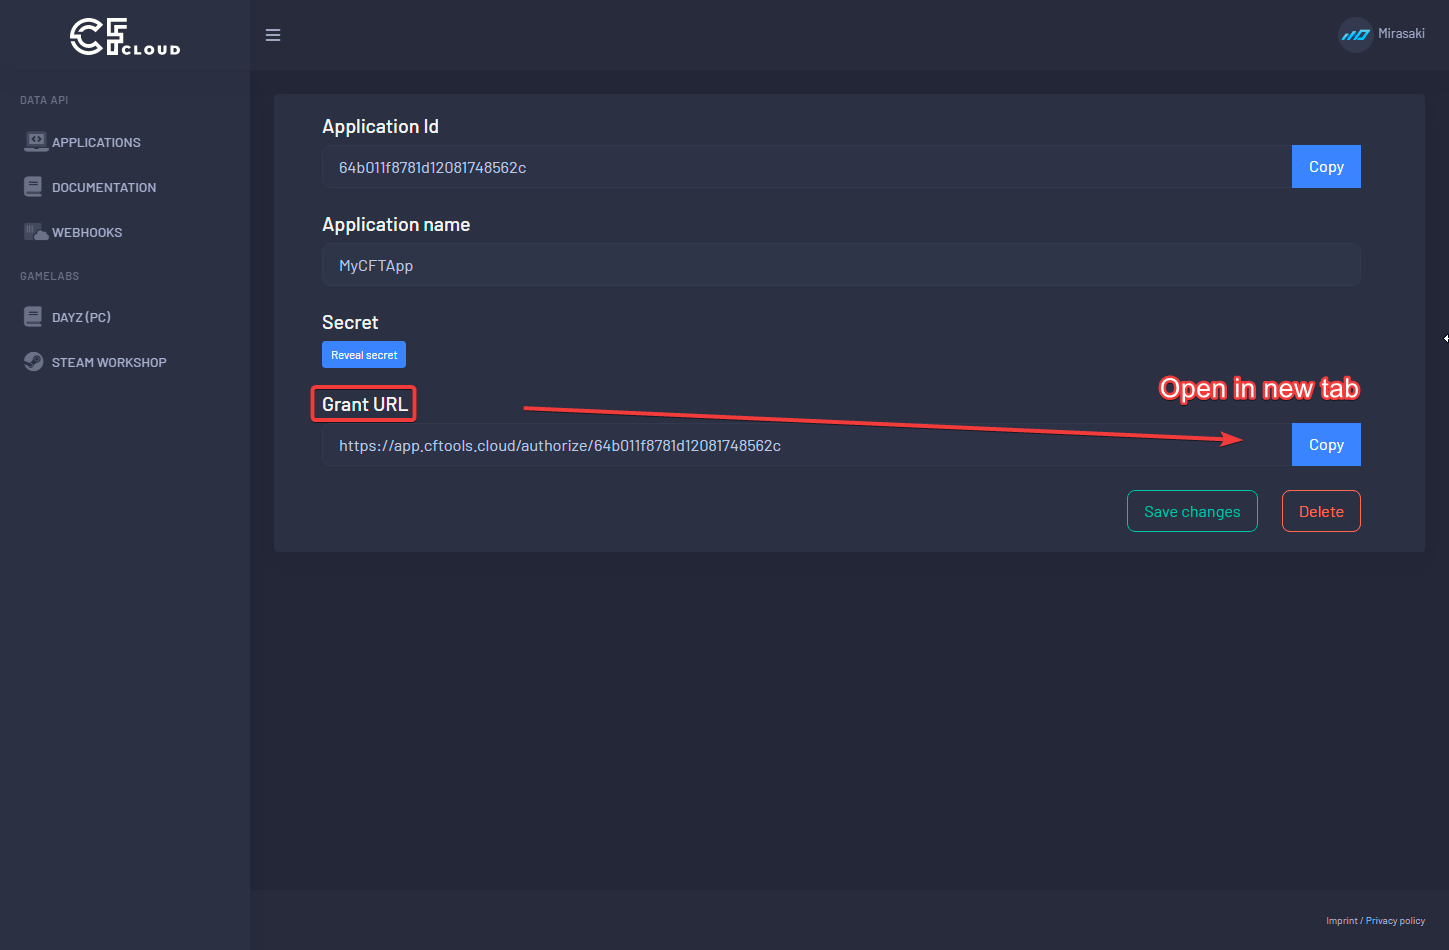 CF CLOUD
Mirasaki
DATA API
APPLICATIONS
DOCUMENTATION
WEBHOOKS
GAMELABS
DAYZ (PC)
STEAM WORKSHOP
Application Id
64b011f8781d12081748562c
Copy
Application name
MyCFTApp
Secret
Reveal secret
Open in new tab
Grant URL
https://app.cftools.cloud/authorize/64b011f8781d12081748562c
Copy
Save changes
Delete
Imprint / Privacy policy